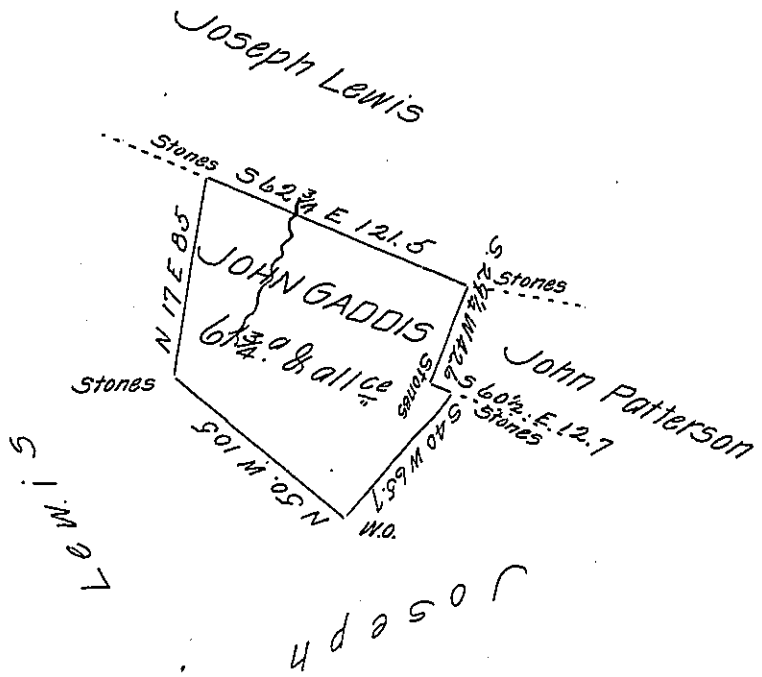 Joseph Lewis
Stones
S 62¾ E 121.5
N 17 E 85
JOHN GADDIS
61¾. a & all ce
S. 29¼ W 42.6
Stones
Stones
John Patterson
S 60½. E. 12.7
Stones
S 40 W 65.7
Stones
N 50. W. 105
W.O.
Joseph
Lewis